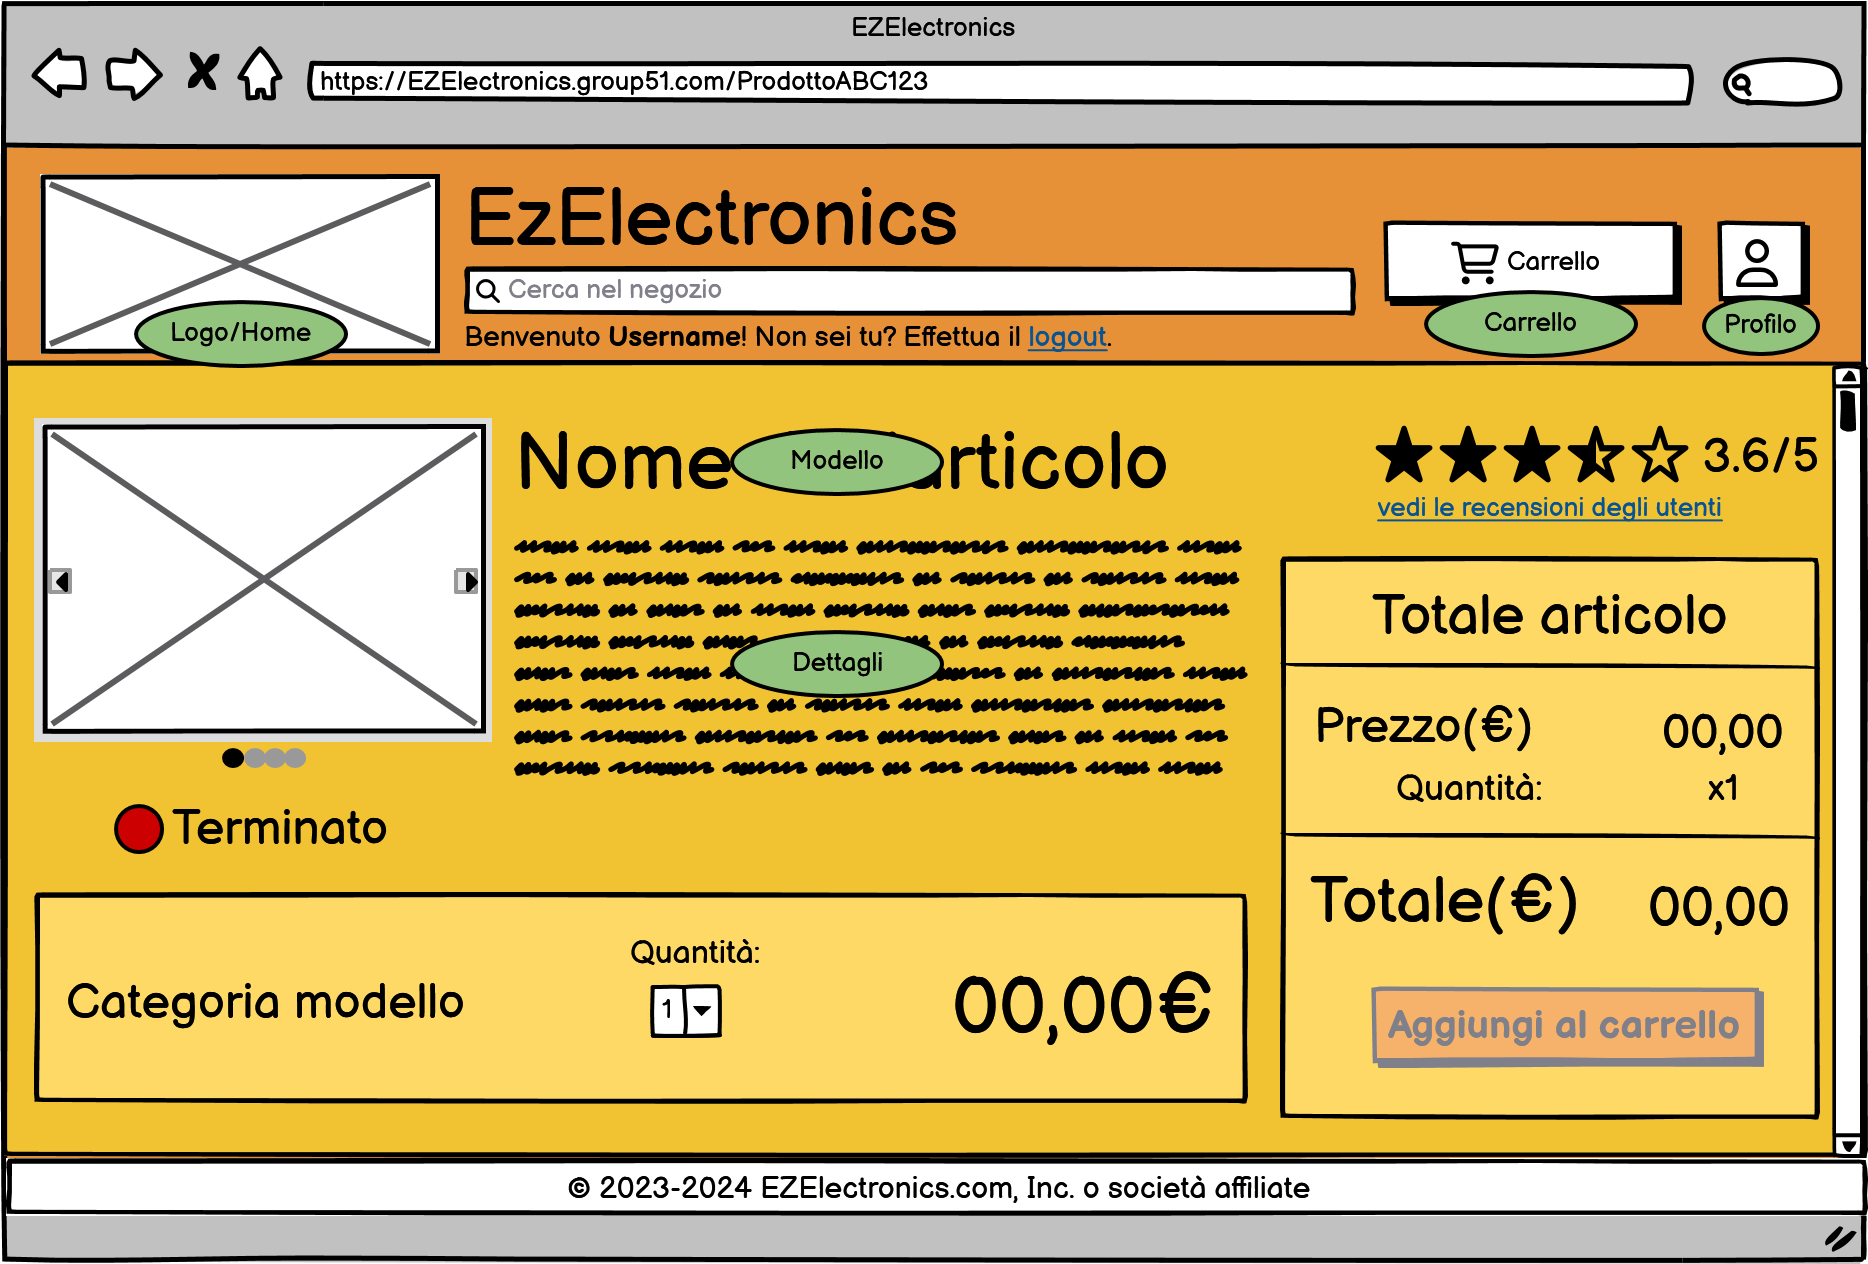 EZElectronics
https://EZElectronics.group51.com/ProdottoABC123
EzElectronics
Cerca nel negozio
Benvenuto Username! Non sei tu? Effettua il logout.
Logo/Home
Carrello
Carrello
Profilo
Nome articolo
Modello
3.6/5
vedi le recensioni degli utenti
Dettagli
Terminato
Totale articolo
Prezzo(€) 00,00
Quantità: x1
Totale(€) 00,00
Aggiungi al carrello
Categoria modello
Quantità:
1
00,00€
© 2023-2024 EZElectronics.com, Inc. o società affiliate